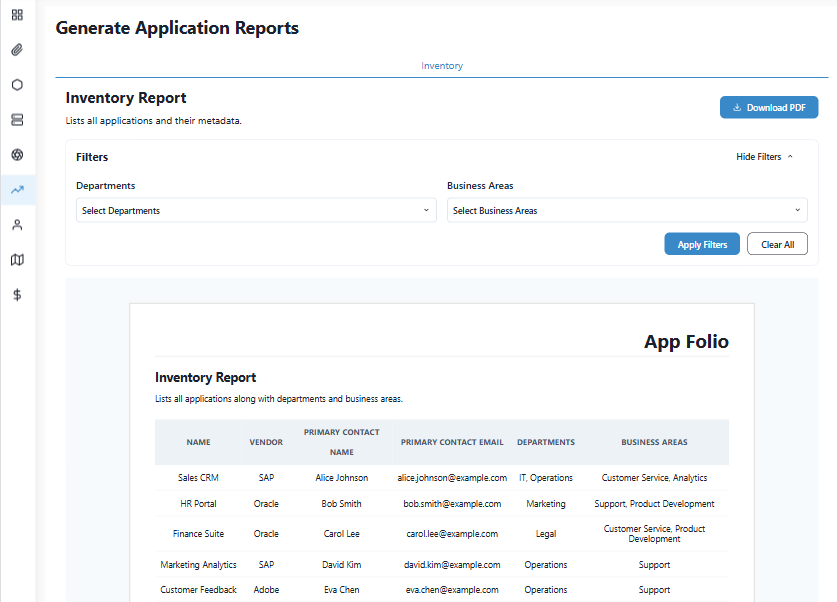 Generate Application Reports
Inventory
Inventory Report
Download PDF
Lists all applications and their metadata.
Filters
Hide Filters
Departments
Business Areas
Select Departments
Select Business Areas
Apply Filters
Clear All
App Folio
Inventory Report
Lists all applications along with departments and business areas.
NAME VENDOR PRIMARY CONTACT NAME PRIMARY CONTACT EMAIL DEPARTMENTS BUSINESS AREAS
Sales CRM SAP Alice Johnson alice.johnson@example.com IT, Operations Customer Service, Analytics
HR Portal Oracle Bob Smith bob.smith@example.com Marketing Support, Product Development
Finance Suite Oracle Carol Lee carol.lee@example.com Legal Customer Service, Product Development
Marketing Analytics SAP David Kim david.kim@example.com Operations Support
Customer Feedback Adobe Eva Chen eva.chen@example.com Operations Support